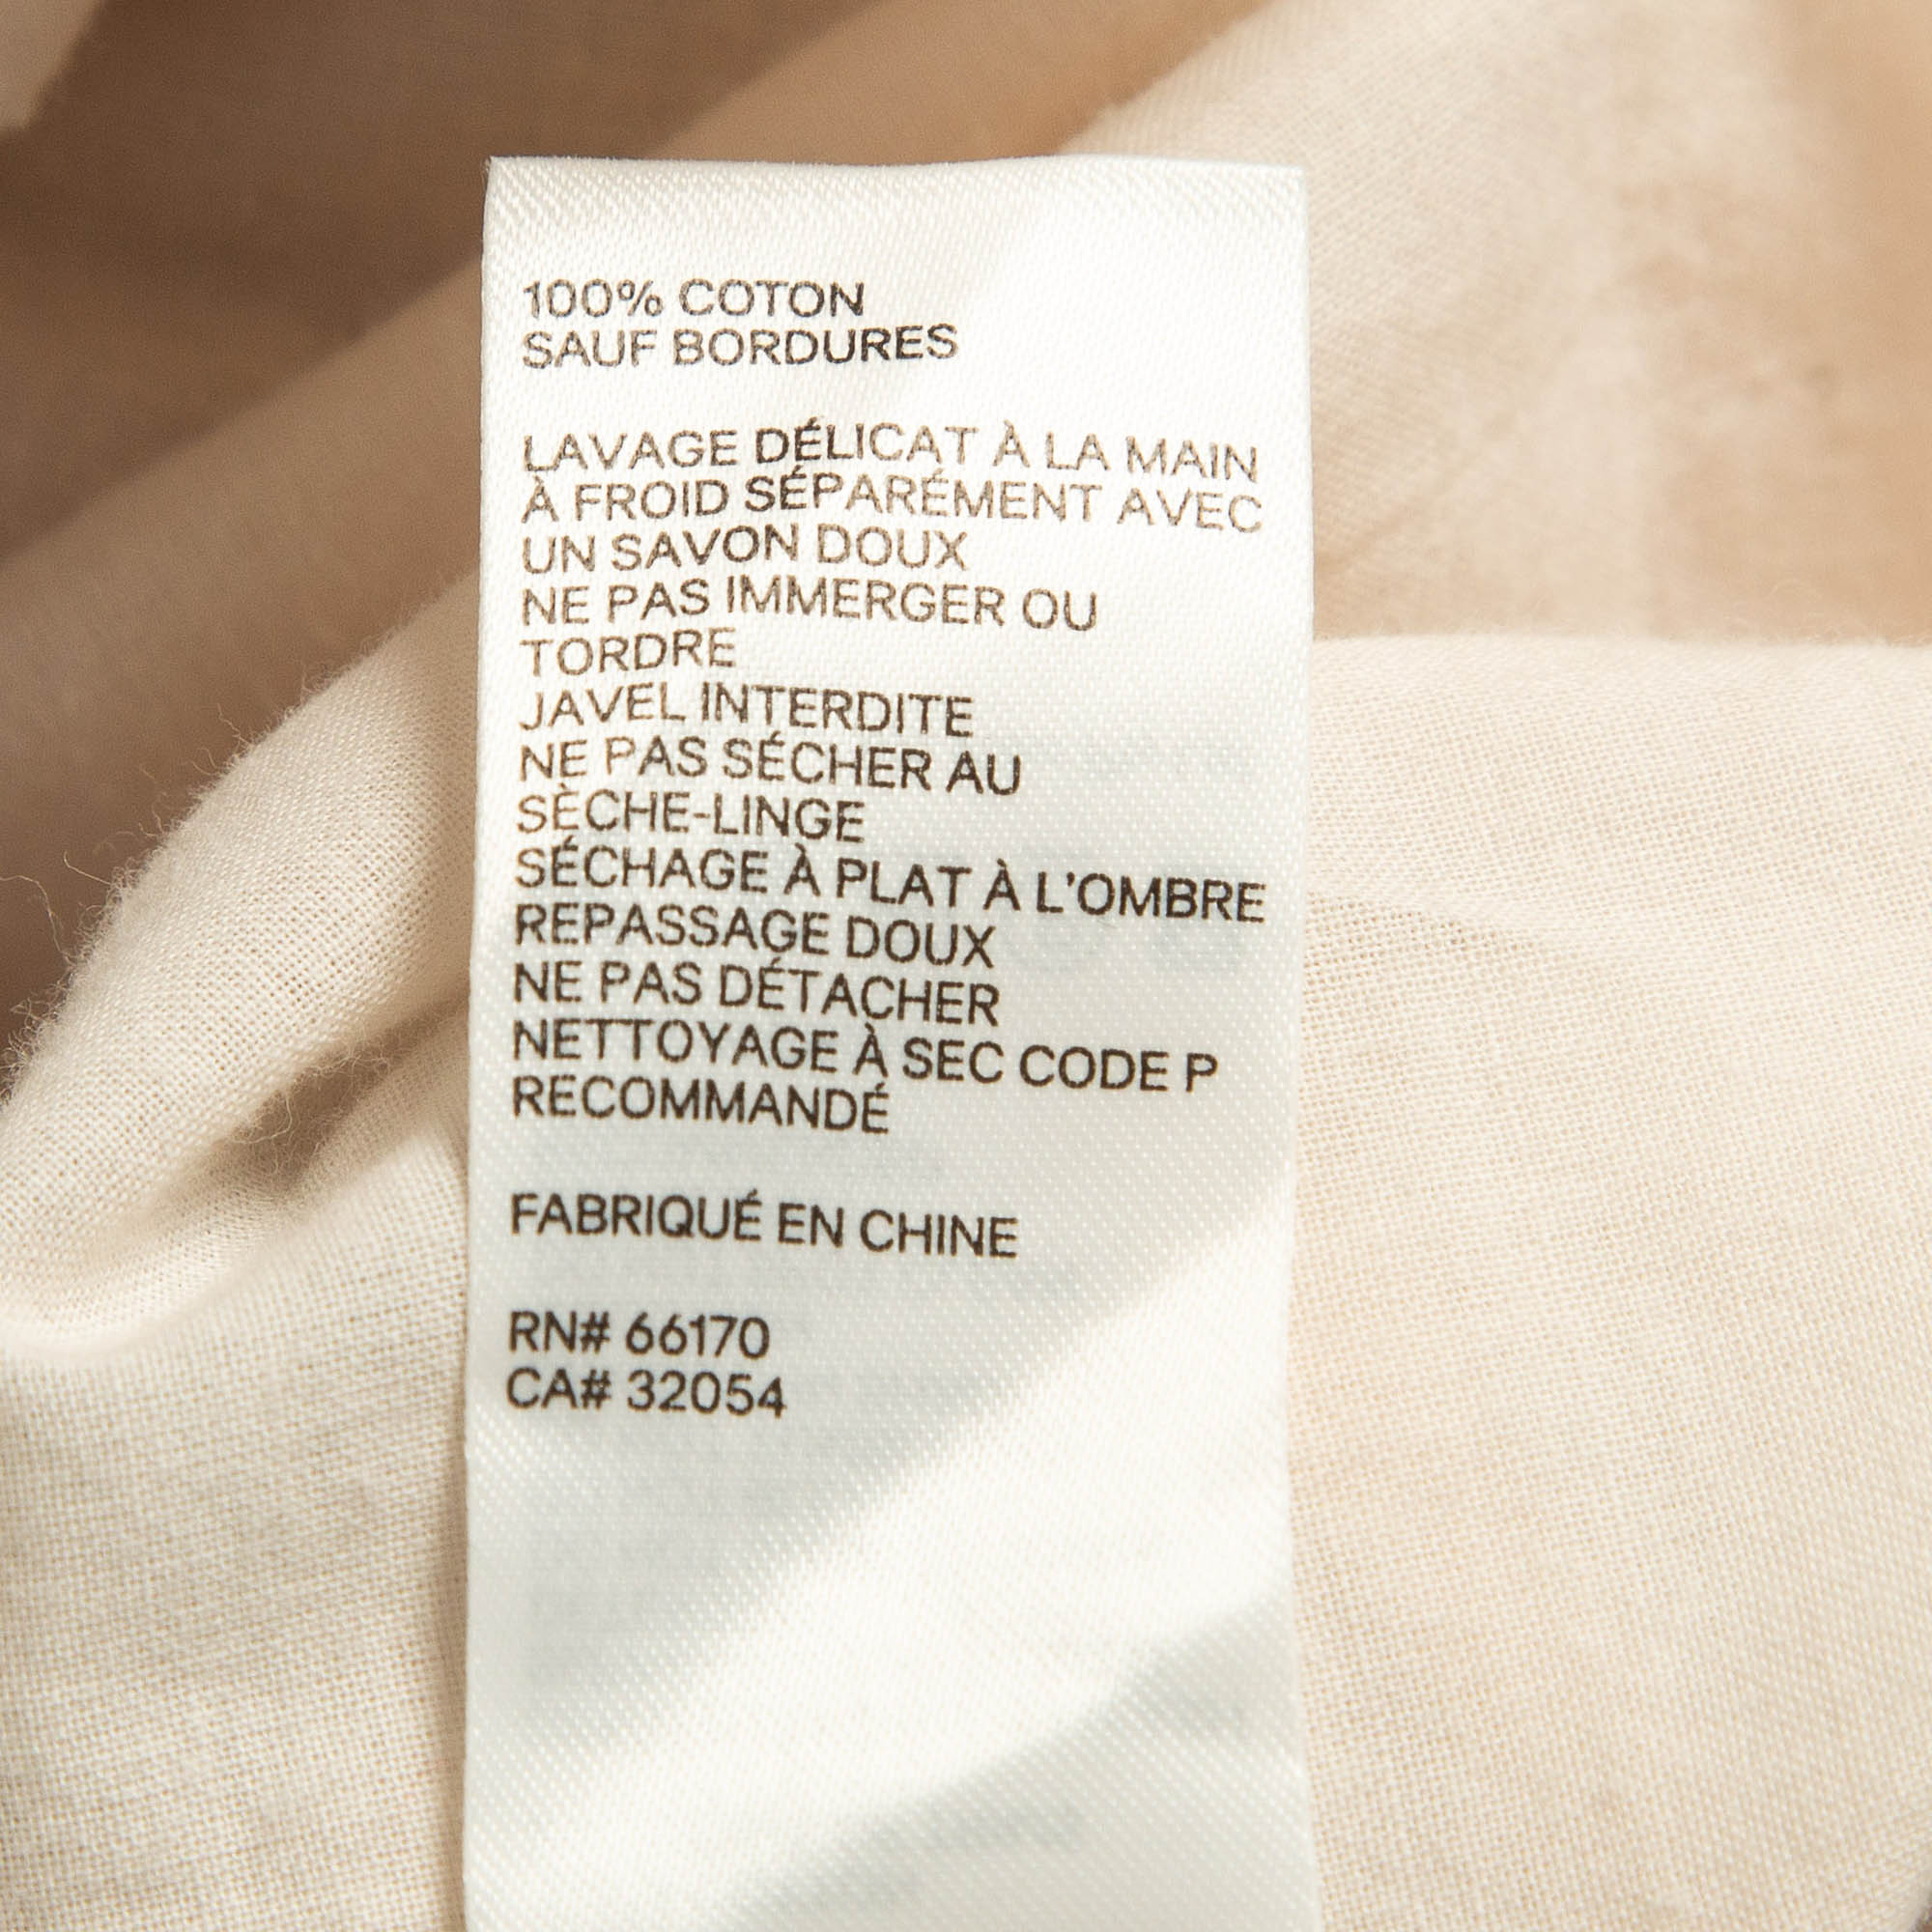 100% COTON
SAUF BORDURES
LAVAGE DÉLICAT À LA MAIN
À FROID SÉPARÉMENT AVEC
UN SAVON DOUX
NE PAS IMMERGER OU
TORDRE
JAVEL INTERDITE
NE PAS SÉCHER AU
SÈCHE-LINGE
SÉCHAGE À PLAT À L'OMBRE
REPASSAGE DOUX
NE PAS DÉTACHER
NETTOYAGE À SEC CODE P
RECOMMANDÉ
FABRIQUÉ EN CHINE
RN# 66170
CA# 32054